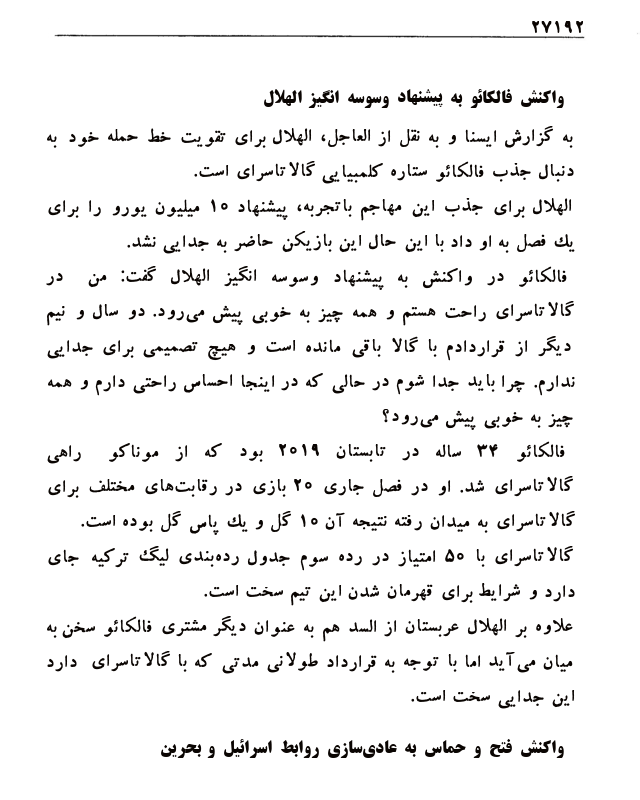 ۲۷۱۹۲
واکنش فالکائو به پیشنهاد وسوسه انگیز الهلال
به گزارش ایسنا و به نقل از العاجل، الهلال برای تقویت خط حمله خود به
دنبال جذب فالکائو ستاره کلمبیایی گالاتاسرای است.
الهلال برای جذب این مهاجم باتجربه، پیشنهاد ۱۰ میلیون یورو را برای
یك فصل به او داد با این حال این بازیکن حاضر به جدایی نشد.
فالکائو در واکنش به پیشنهاد وسوسه انگیز الهلال گفت: من در
گالاتاسرای راحت هستم و همه چیز به خوبی پیش می‌رود. دو سال و نیم
دیگر از قراردادم با گالا باقی مانده است و هیچ تصمیمی برای جدایی
ندارم. چرا باید جدا شوم در حالی که در اینجا احساس راحتی دارم و همه
چیز به خوبی پیش می‌رود؟
فالکائو ۳۴ ساله در تابستان ۲۰۱۹ بود که از موناکو راهی
گالاتاسرای شد. او در فصل جاری ۲۰ بازی در رقابت‌های مختلف برای
گالاتاسرای به میدان رفته نتیجه آن ۱۰ گل و یك پاس گل بوده است.
گالاتاسرای با ۵۰ امتیاز در رده سوم جدول رده‌بندی لیگ ترکیه جای
دارد و شرایط برای قهرمان شدن این تیم سخت است.
علاوه بر الهلال عربستان از السد هم به عنوان دیگر مشتری فالکائو سخن به
میان می‌آید اما با توجه به قرارداد طولانی مدتی که با گالاتاسرای دارد
این جدایی سخت است.
واکنش فتح و حماس به عادی‌سازی روابط اسرائیل و بحرین